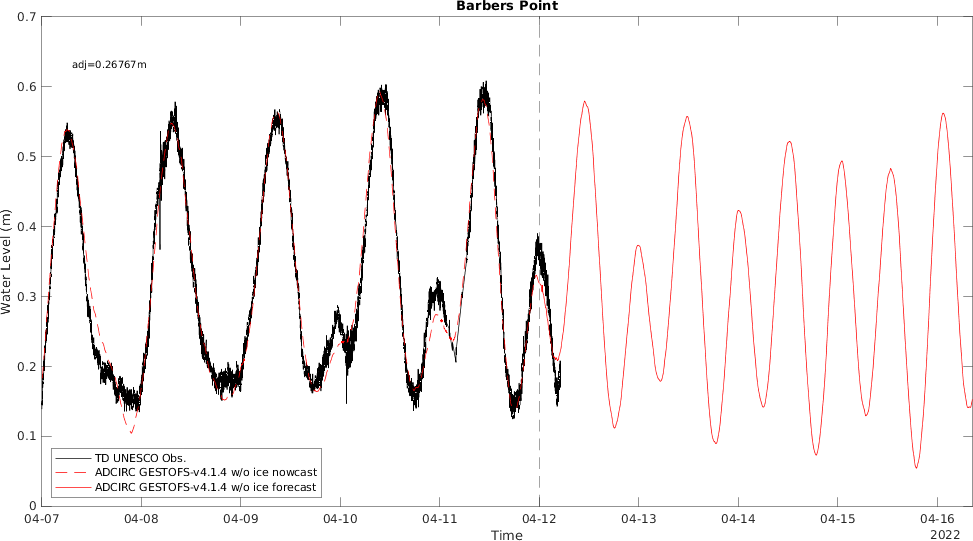 Barbers Point
adj=0.26767m
Water Level (m)
0.7
0.6
0.5
0.4
0.3
0.2
0.1
0
TD UNESCO Obs.
ADCIRC GESTOFS-v4.1.4 w/o ice nowcast
ADCIRC GESTOFS-v4.1.4 w/o ice forecast
04-07 04-08 04-09 04-10 04-11 04-12 04-13 04-14 04-15 04-16
Time
2022